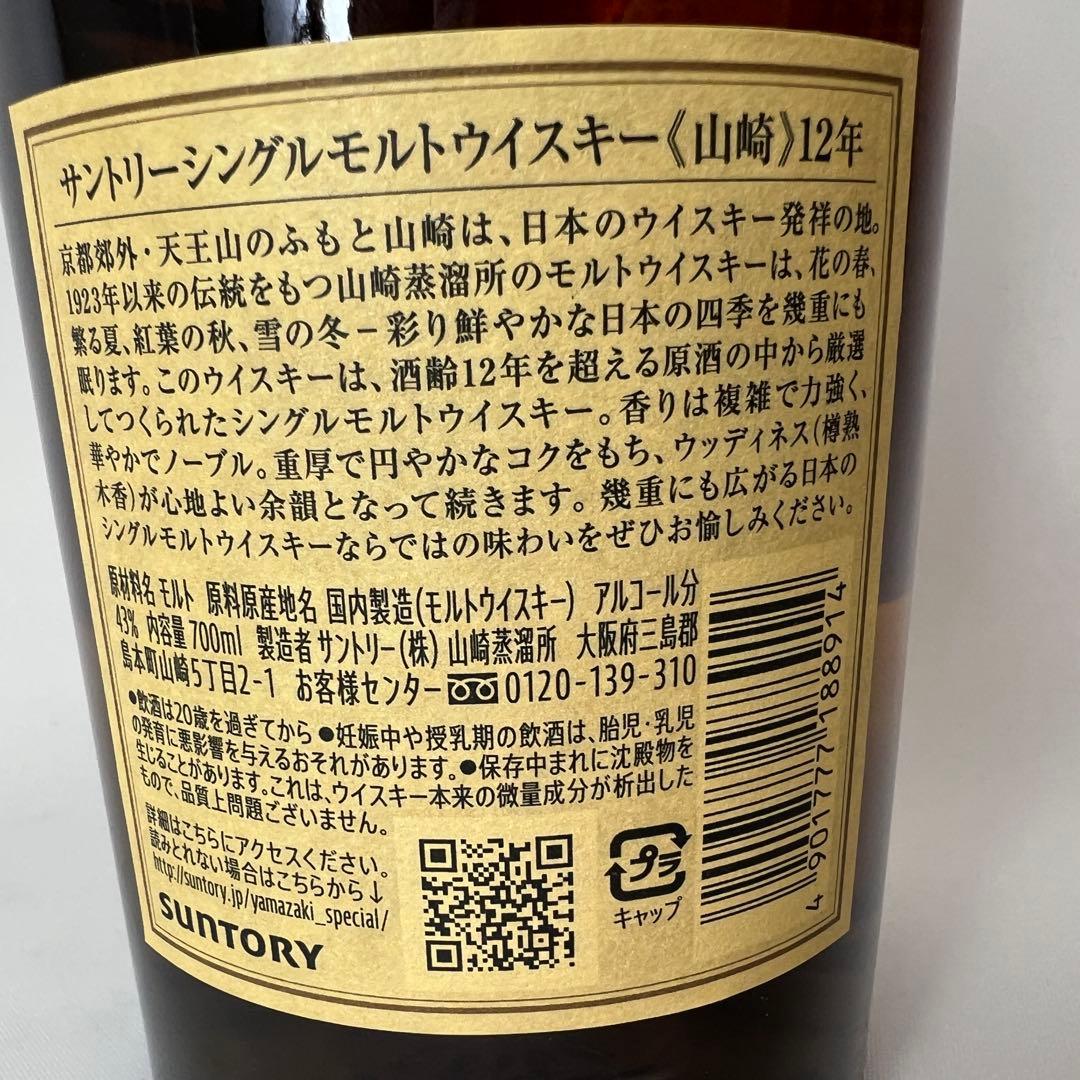 サントリーシングルモルトウイスキー《山崎》12年
京都郊外・天王山のふもと山崎は、日本のウイスキー発祥の地。
1923年以来の伝統をもつ山崎蒸溜所のモルトウイスキーは、花の春、
繁る夏、紅葉の秋、雪の冬－彩り鮮やかな日本の四季を幾重にも
眠ります。このウイスキーは、酒齢12年を超える原酒の中から厳選
してつくられたシングルモルトウイスキー。香りは複雑で力強く、
華やかでノーブル。重厚で円やかなコクをもち、ウッディネス(樽熟
木香)が心地よい余韻となって続きます。幾重にも広がる日本の
シングルモルトウイスキーならではの味わいをぜひお愉しみください。
原材料名 モルト 原料原産地名 国内製造(モルトウイスキー) アルコール分
43% 内容量700ml 製造者 サントリー(株) 山崎蒸溜所 大阪府三島郡
島本町山崎5丁目2-1 お客様センター 0120-139-310
●飲酒は20歳を過ぎてから ●妊娠中や授乳期の飲酒は、胎児・乳児
の発育に悪影響を与えるおそれがあります。●保存中まれに沈殿物を
生じることがあります。これは、ウイスキー本来の微量成分が析出した
もので、品質上問題ございません。
詳細はこちらにアクセスください。
読みとれない場合はこちらから↓
http://suntory.jp/yamazaki_special/
SUNTORY
プラ
キャップ
4 901777 188914